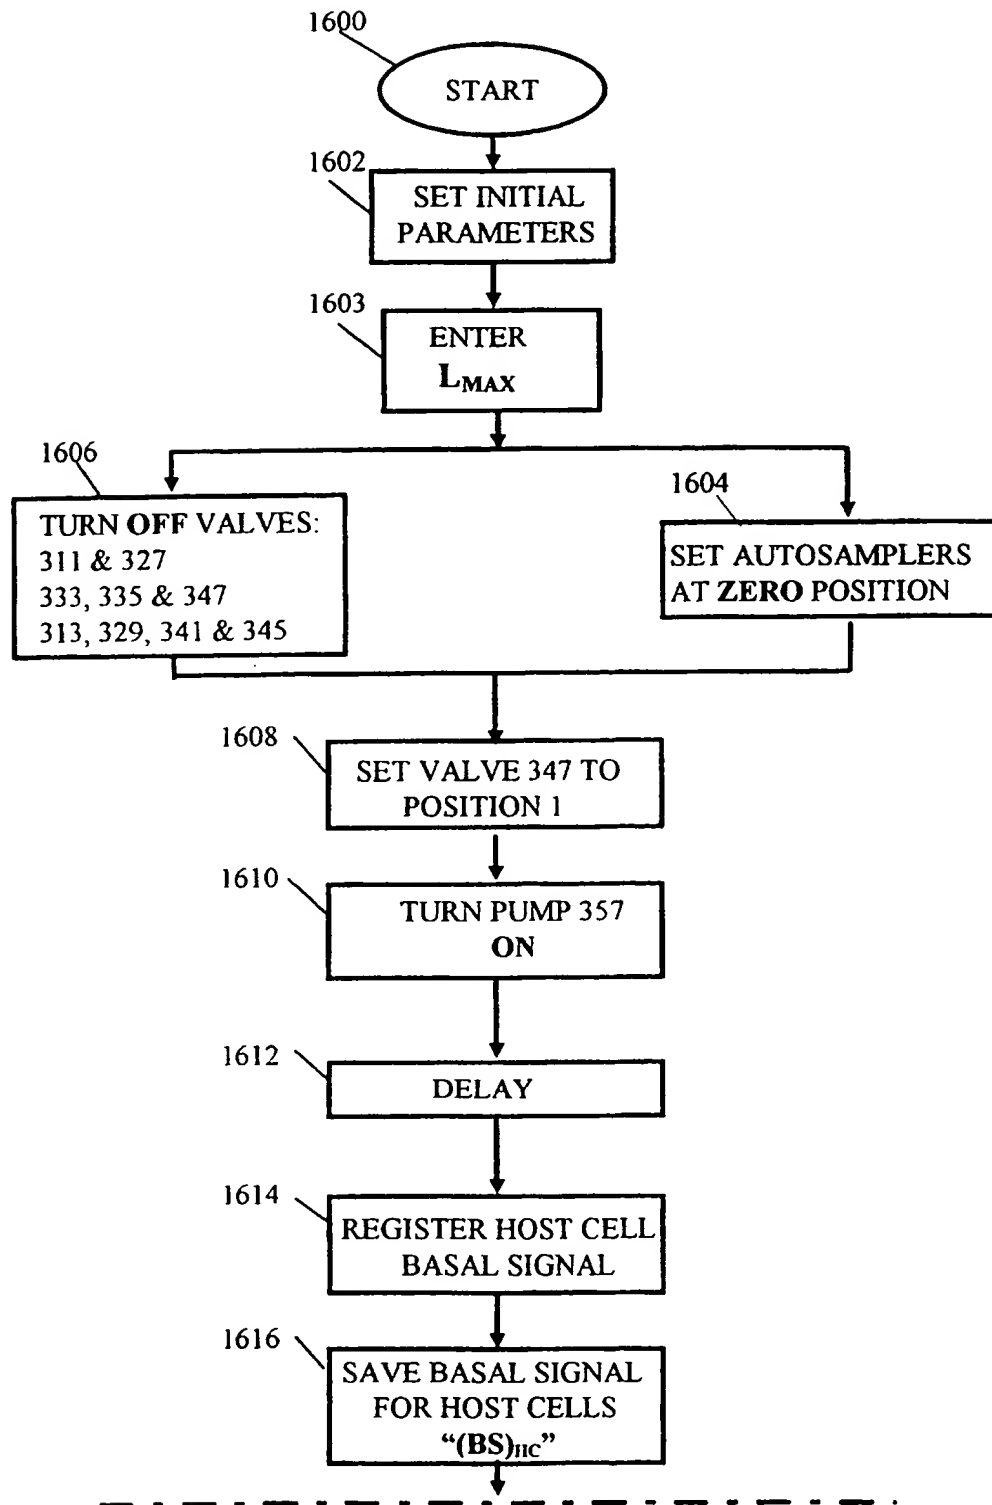 1600
START
1602
SET INITIAL
PARAMETERS
1603
ENTER
LMAX
1606
TURN OFF VALVES:
311 & 327
333, 335 & 347
313, 329, 341 & 345
1604
SET AUTOSAMPLERS
AT ZERO POSITION
1608
SET VALVE 347 TO
POSITION 1
1610
TURN PUMP 357
ON
1612
DELAY
1614
REGISTER HOST CELL
BASAL SIGNAL
1616
SAVE BASAL SIGNAL
FOR HOST CELLS
“(BS)HC”